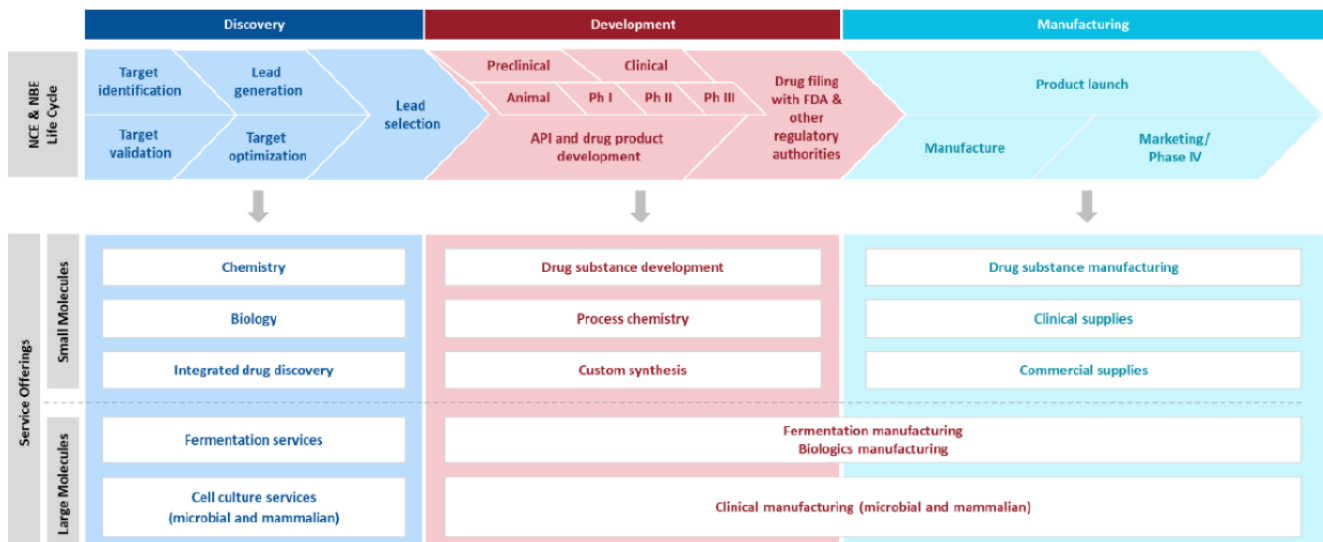 Discovery
Development
Manufacturing
NCE & NBE
Life Cycle
Target
identification
Lead
generation
Target
validation
Target
optimization
Lead
selection
Preclinical
Clinical
Animal
Ph I
Ph II
Ph III
API and drug product
development
Drug filing
with FDA &
other
regulatory
authorities
Product launch
Manufacture
Marketing/
Phase IV
Service Offerings
Small Molecules
Chemistry
Drug substance development
Drug substance manufacturing
Biology
Process chemistry
Clinical supplies
Integrated drug discovery
Custom synthesis
Commercial supplies
Large Molecules
Fermentation services
Fermentation manufacturing
Biologics manufacturing
Cell culture services
(microbial and mammalian)
Clinical manufacturing (microbial and mammalian)